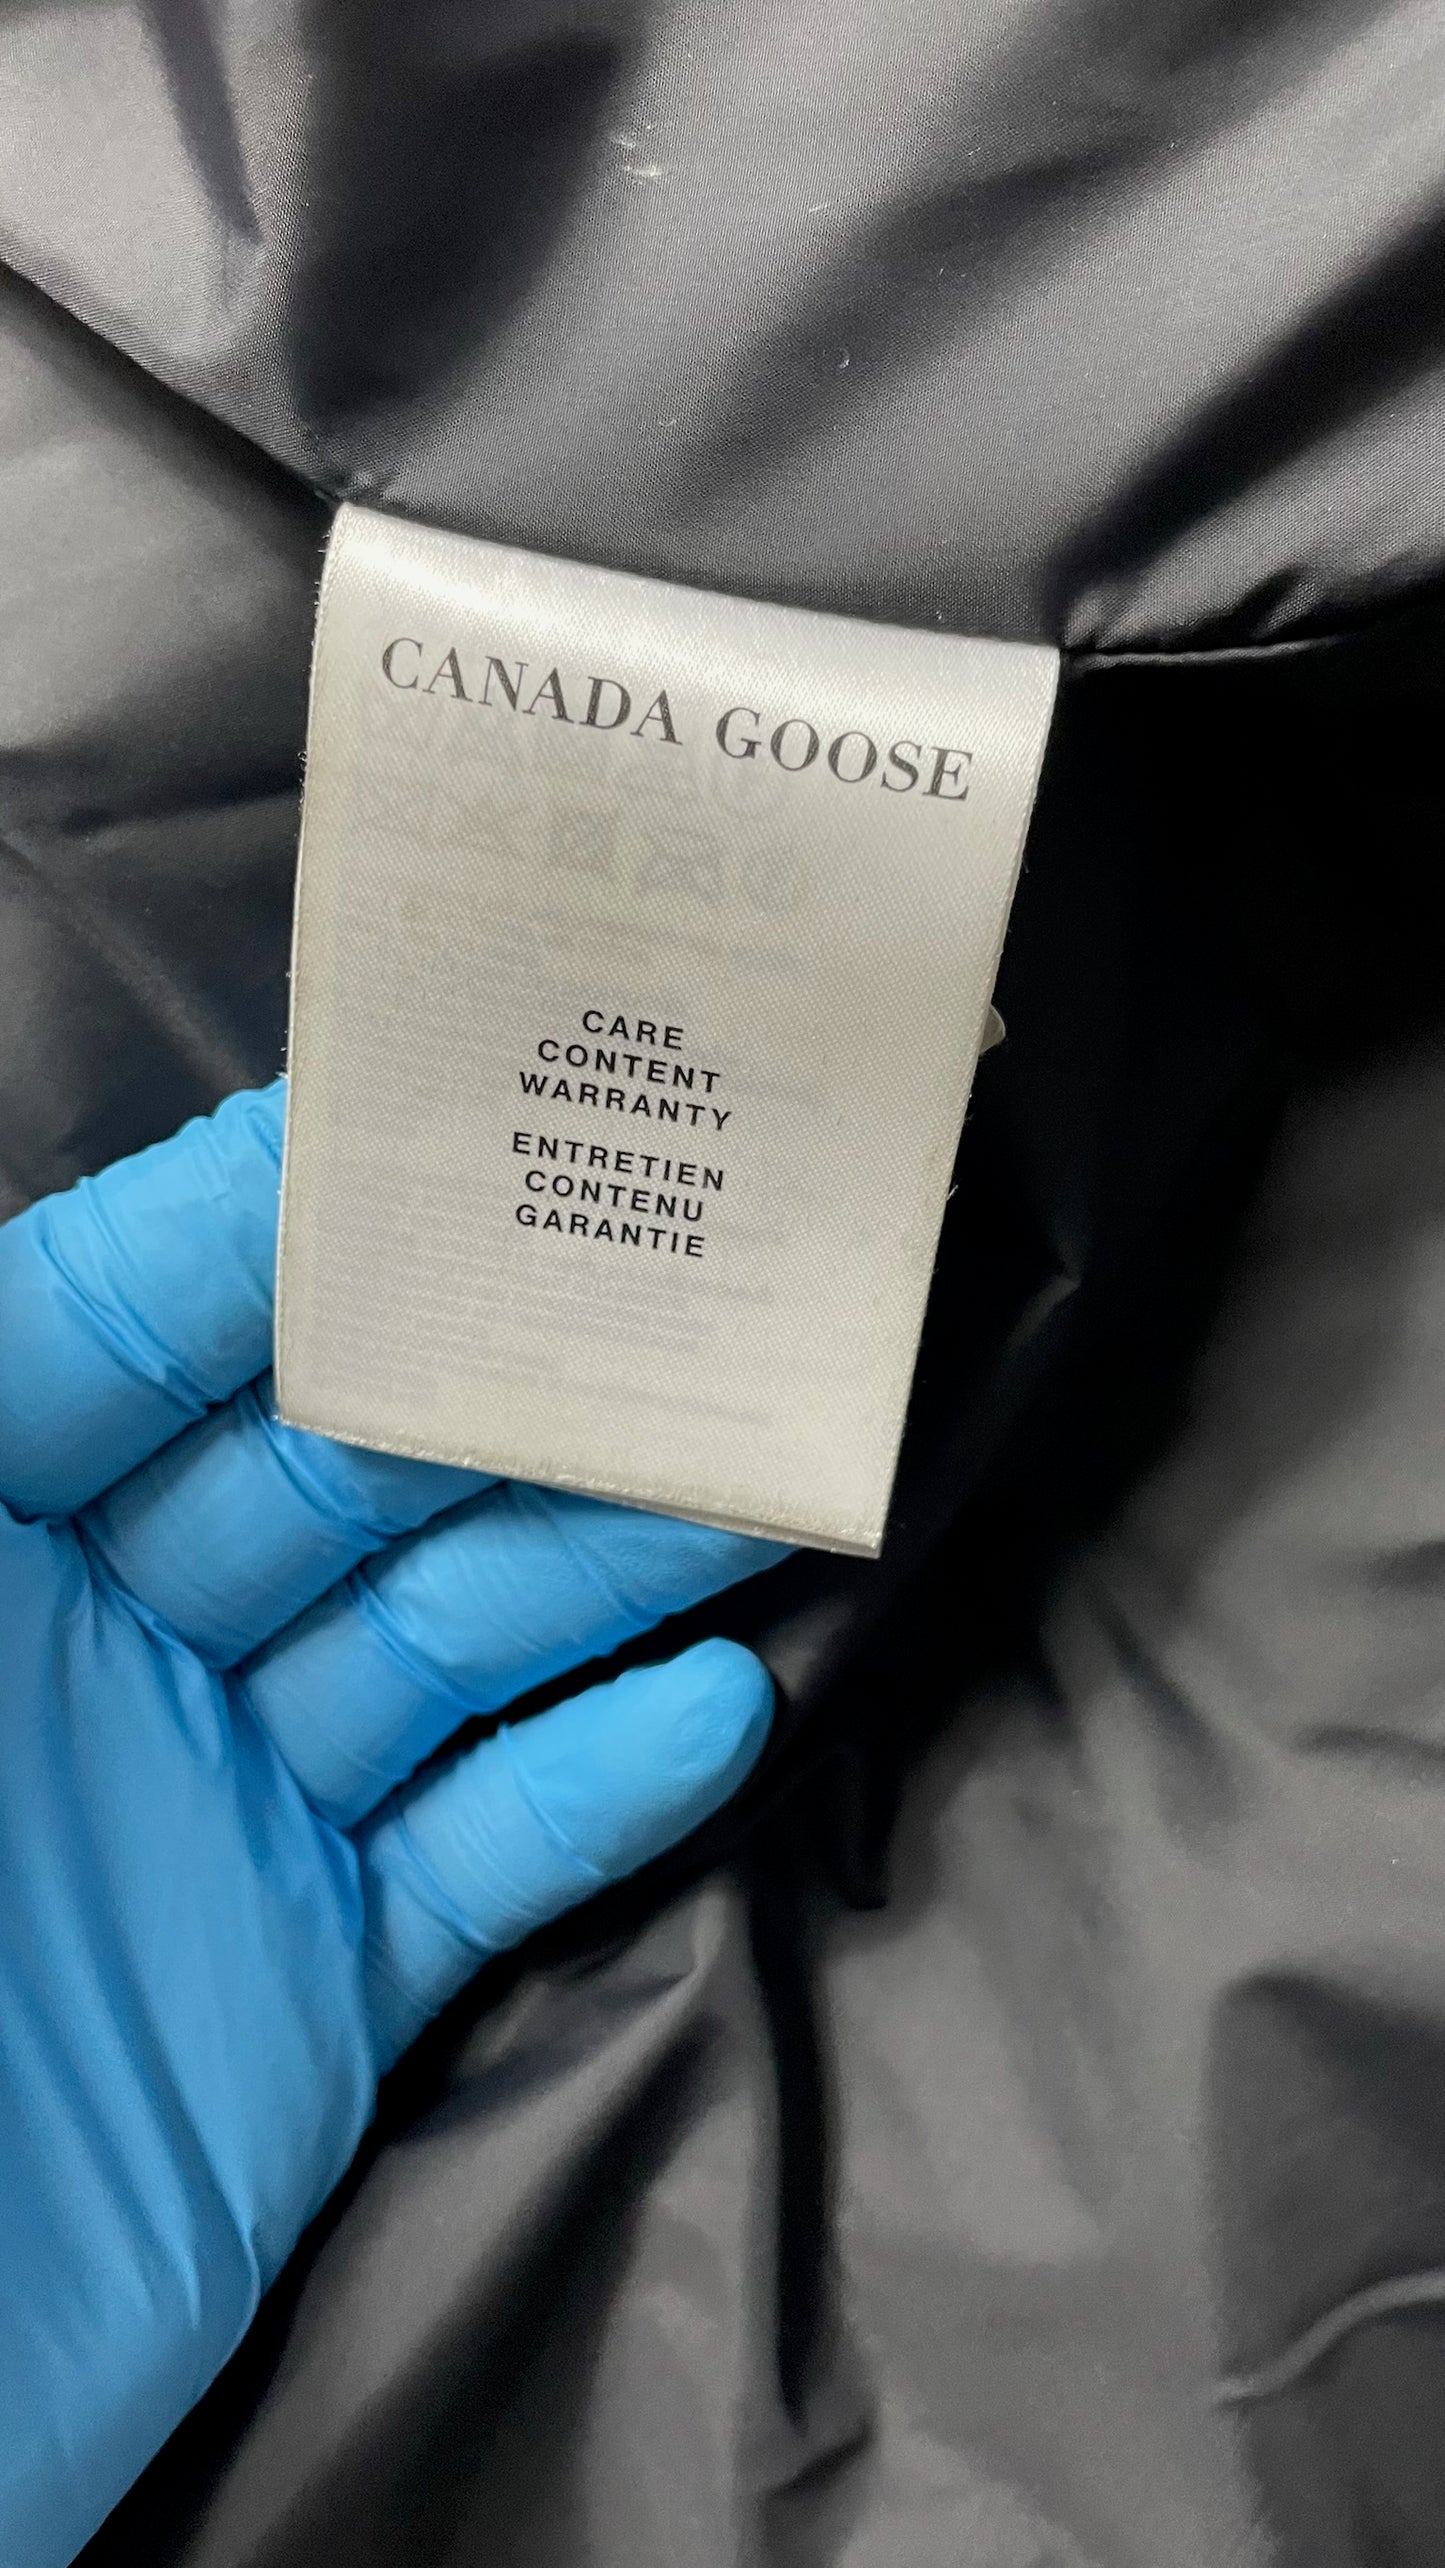 CANADA GOOSE
CARE
CONTENT
WARRANTY
ENTRETIEN
CONTENU
GARANTIE